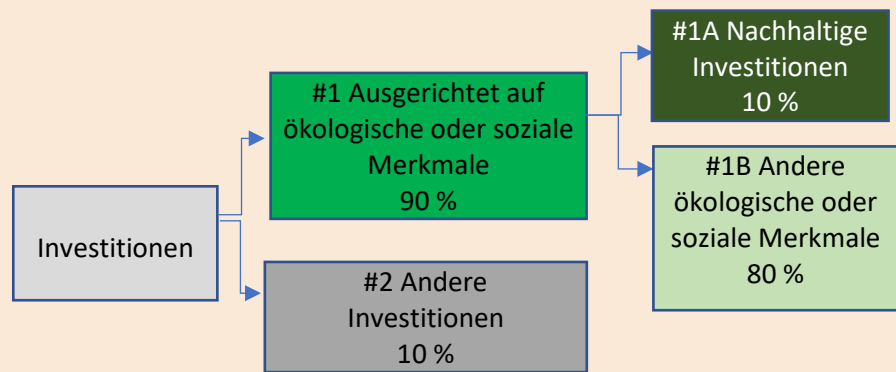 Investitionen
#1 Ausgerichtet auf
ökologische oder soziale
Merkmale
90 %
#2 Andere
Investitionen
10 %
#1A Nachhaltige
Investitionen
10 %
#1B Andere
ökologische oder
soziale Merkmale
80 %